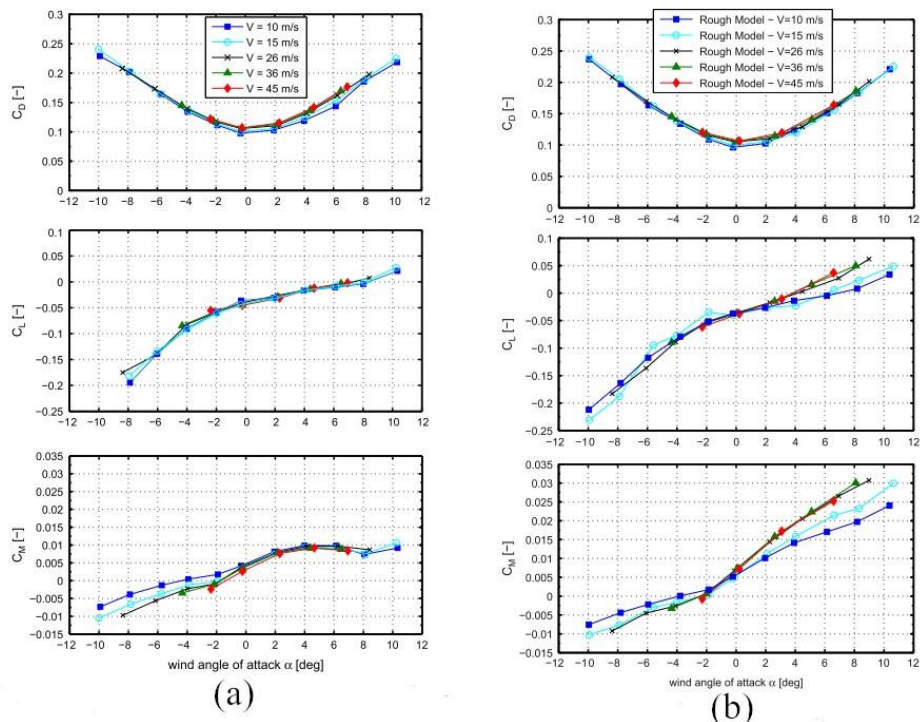 0.3
0.25
0.2
0.15
0.1
0.05
0
C_D [−]
V = 10 m/s
V = 15 m/s
V = 26 m/s
V = 36 m/s
V = 45 m/s
−12 −10 −8 −6 −4 −2 0 2 4 6 8 10 12
0.1
0.05
0
−0.05
−0.1
−0.15
−0.2
−0.25
C_L [−]
−12 −10 −8 −6 −4 −2 0 2 4 6 8 10 12
0.035
0.03
0.025
0.02
0.015
0.01
0.005
0
−0.005
−0.01
−0.015
C_M [−]
−12 −10 −8 −6 −4 −2 0 2 4 6 8 10 12
wind angle of attack α [deg]
(a)
0.3
0.25
0.2
0.15
0.1
0.05
0
C_D [−]
Rough Model − V=10 m/s
Rough Model − V=15 m/s
Rough Model − V=26 m/s
Rough Model − V=36 m/s
Rough Model − V=45 m/s
−12 −10 −8 −6 −4 −2 0 2 4 6 8 10 12
0.1
0.05
0
−0.05
−0.1
−0.15
−0.2
−0.25
C_L [−]
−12 −10 −8 −6 −4 −2 0 2 4 6 8 10 12
0.035
0.03
0.025
0.02
0.015
0.01
0.005
0
−0.005
−0.01
−0.015
C_M [−]
−12 −10 −8 −6 −4 −2 0 2 4 6 8 10 12
wind angle of attack α [deg]
(b)